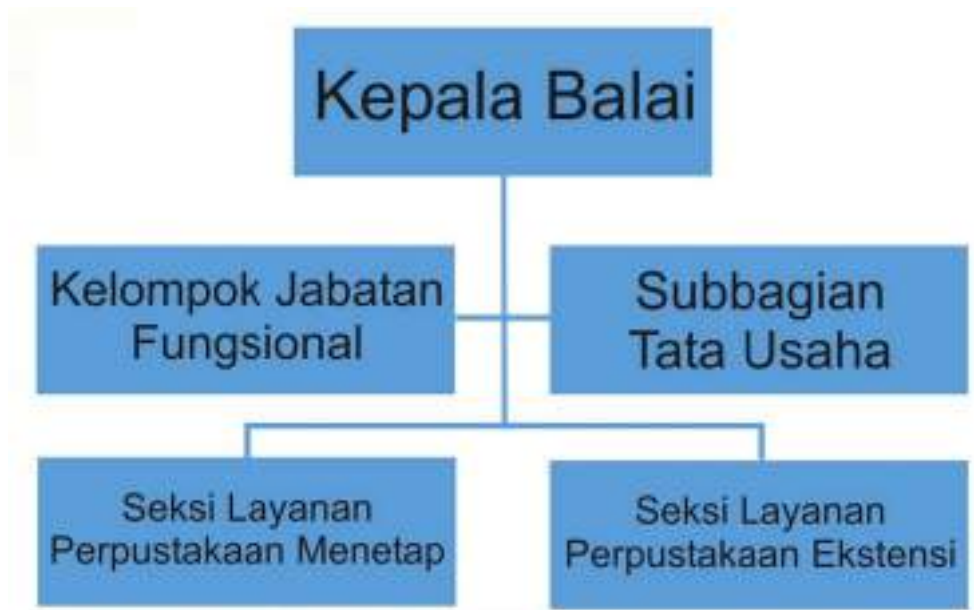 Kepala Balai
Kelompok Jabatan
Fungsional
Subbagian
Tata Usaha
Seksi Layanan
Perpustakaan Menetap
Seksi Layanan
Perpustakaan Ekstensi